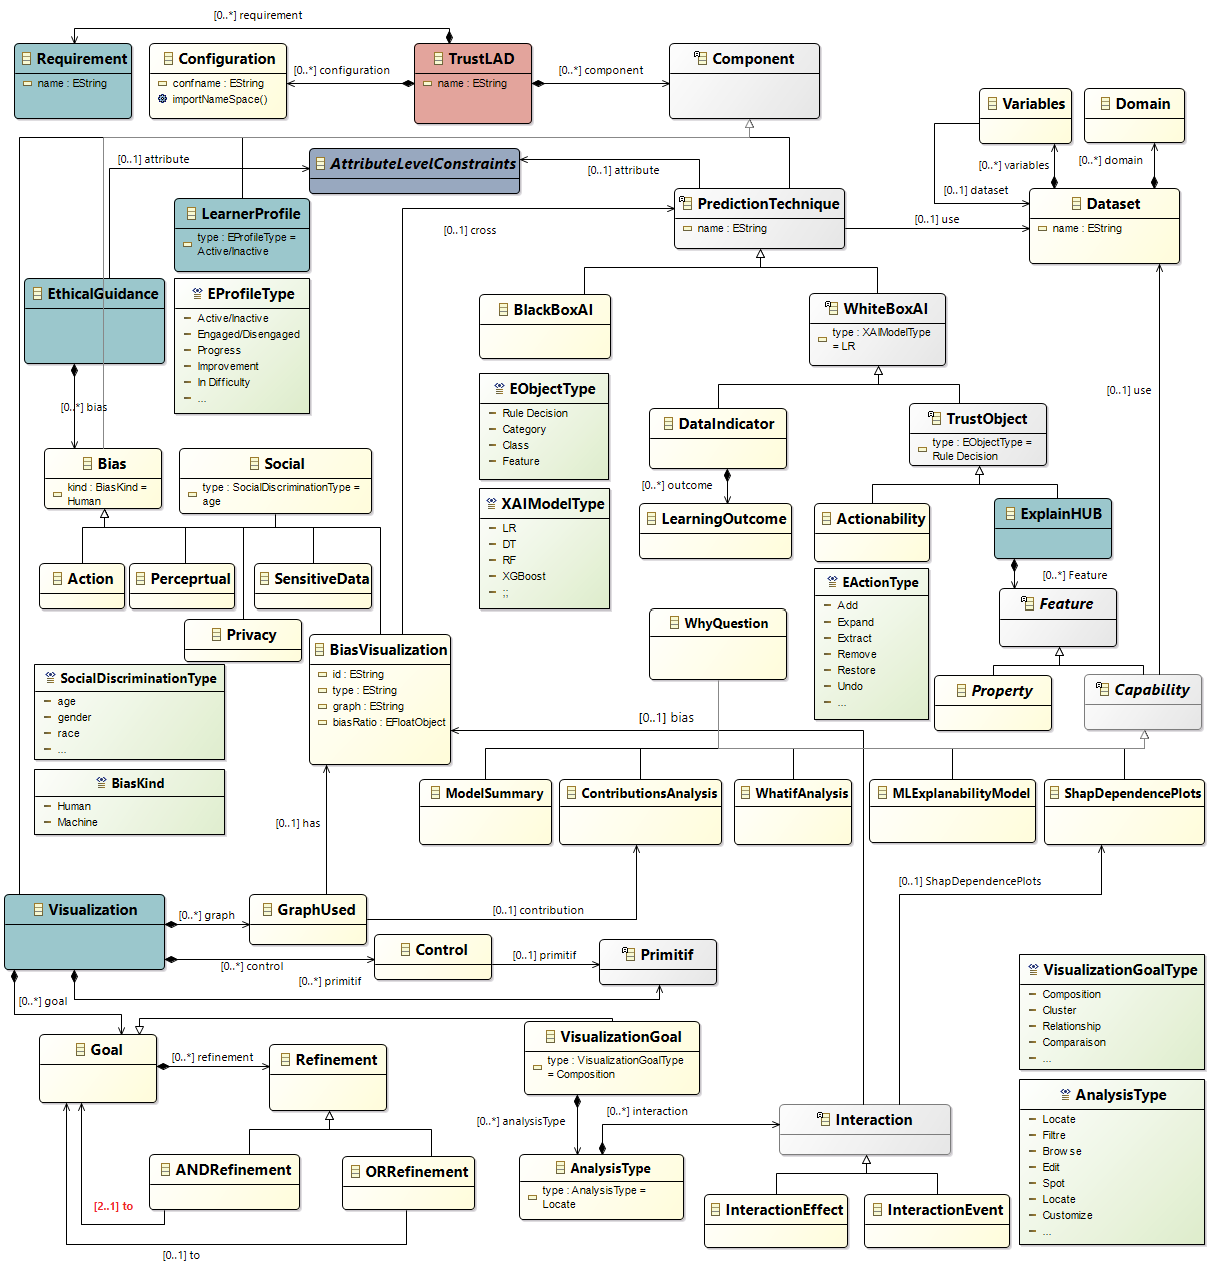 [0..*] requirement
Requirement
name : EString
Configuration
confname : EString
importNameSpace()
[0..*] configuration
TrustLAD
name : EString
[0..*] component
Component
Variables
Domain
[0..*] variables
[0..*] domain
[0..1] dataset
Dataset
name : EString
[0..1] attribute
AttributeLevelConstraints
[0..1] attribute
LearnerProfile
type : EProfileType =
Active/Inactive
PredictionTechnique
name : EString
[0..1] cross
[0..1] use
EthicalGuidance
EProfileType
Active/Inactive
Engaged/Disengaged
Progress
Improvement
In Difficulty
...
BlackBoxAI
WhiteBoxAI
type : XAIModelType
= LR
[0..1] use
[0..*] bias
EObjectType
Rule Decision
Category
Class
Feature
DataIndicator
TrustObject
type : EObjectType =
Rule Decision
Bias
kind : BiasKind =
Human
Social
type : SocialDiscriminationType =
age
[0..*] outcome
XAIModelType
LR
DT
RF
XGBoost
;;
LearningOutcome
Actionability
ExplainHUB
Action
Perceprtual
SensitiveData
EActionType
Add
Expand
Extract
Remove
Restore
Undo
...
[0..*] Feature
Feature
Privacy
BiasVisualization
id : EString
type : EString
graph : EString
biasRatio : EFloatObject
WhyQuestion
Property
Capability
SocialDiscriminationType
age
gender
race
...
[0..1] bias
BiasKind
Human
Machine
ModelSummary
ContributionsAnalysis
WhatifAnalysis
MLExplanabilityModel
ShapDependencePlots
[0..1] has
[0..1] ShapDependencePlots
Visualization
[0..*] graph
GraphUsed
[0..1] contribution
[0..*] control
Control
[0..1] primitif
Primitif
[0..*] primitif
[0..*] goal
VisualizationGoalType
Composition
Cluster
Relationship
Comparaison
...
Goal
[0..*] refinement
Refinement
VisualizationGoal
type : VisualizationGoalType
= Composition
[0..*] analysisType
[0..*] interaction
Interaction
AnalysisType
Locate
Filtre
Browse
Edit
Spot
Locate
Customize
...
ANDRefinement
ORRefinement
AnalysisType
type : AnalysisType =
Locate
[2..1] to
InteractionEffect
InteractionEvent
[0..1] to